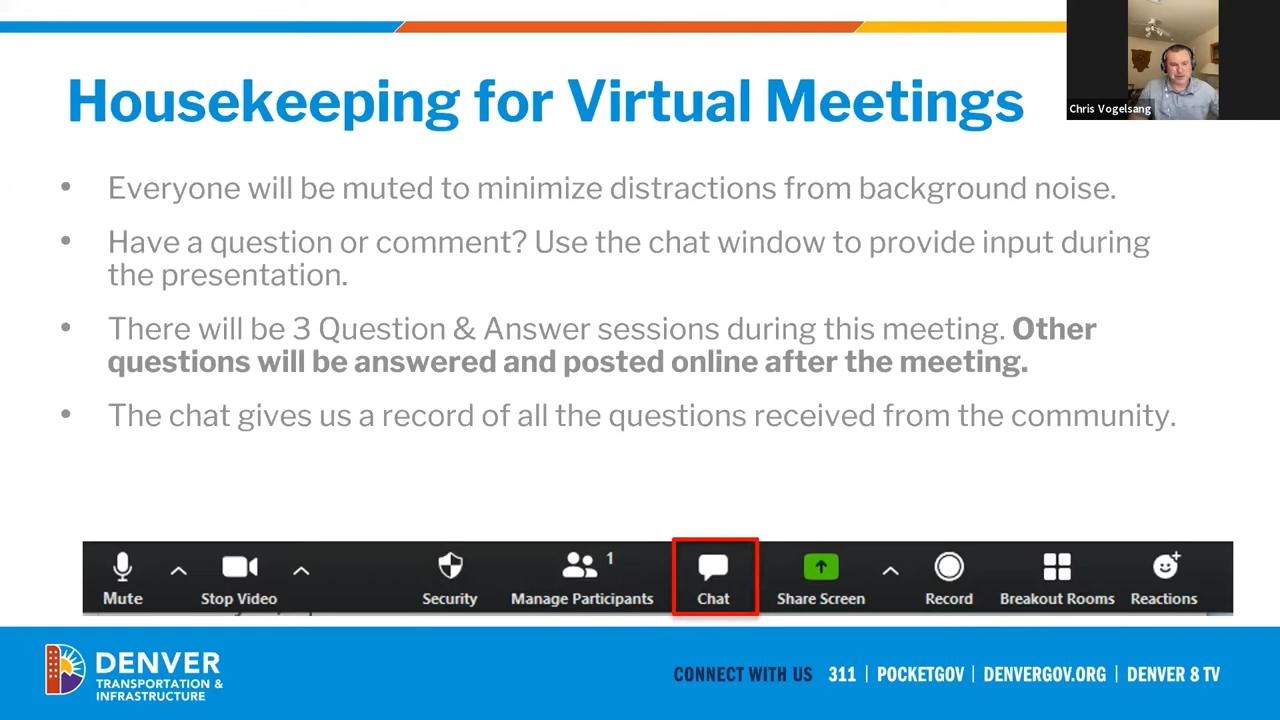 Housekeeping for Virtual Meetings
Chris Vogelsang
• Everyone will be muted to minimize distractions from background noise.
• Have a question or comment? Use the chat window to provide input during
the presentation.
• There will be 3 Question & Answer sessions during this meeting. Other
questions will be answered and posted online after the meeting.
• The chat gives us a record of all the questions received from the community.
Mute Stop Video Security Manage Participants 1 Chat Share Screen Record Breakout Rooms Reactions
DENVER
TRANSPORTATION &
INFRASTRUCTURE
CONNECT WITH US 311 | POCKETGOV | DENVERGOV.ORG | DENVER 8 TV